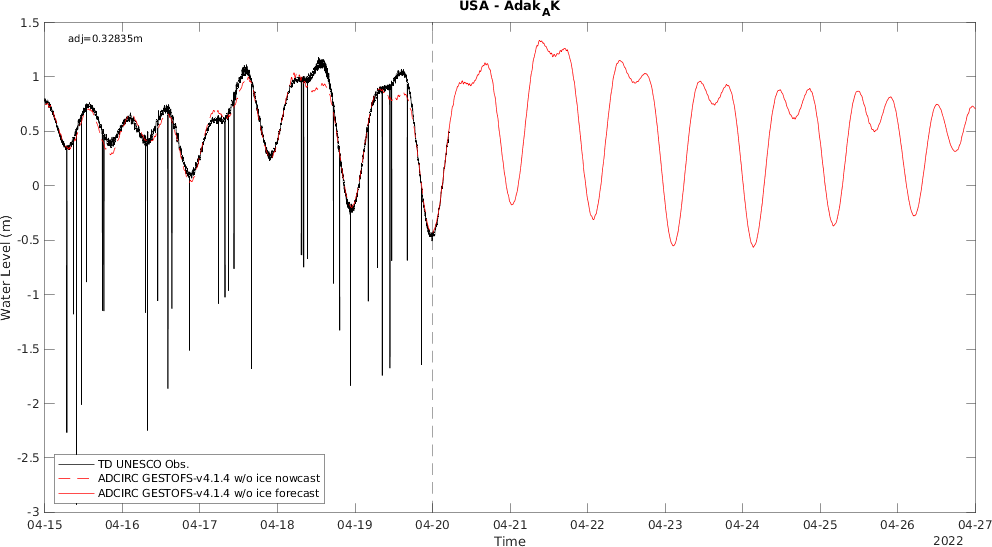 USA - Adak_AK
adj=0.32835m
1.5
1
0.5
0
-0.5
-1
-1.5
-2
-2.5
-3
Water Level (m)
TD UNESCO Obs.
ADCIRC GESTOFS-v4.1.4 w/o ice nowcast
ADCIRC GESTOFS-v4.1.4 w/o ice forecast
04-15 04-16 04-17 04-18 04-19 04-20 04-21 04-22 04-23 04-24 04-25 04-26 04-27
Time
2022